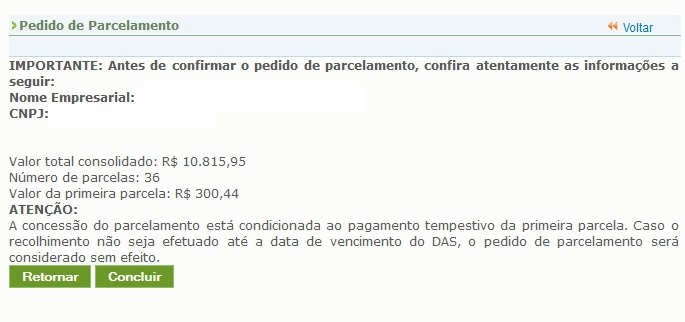 Pedido de Parcelamento
Voltar
IMPORTANTE: Antes de confirmar o pedido de parcelamento, confira atentamente as informações a
seguir:
Nome Empresarial:
CNPJ:
Valor total consolidado: R$ 10.815,95
Número de parcelas: 36
Valor da primeira parcela: R$ 300,44
ATENÇÃO:
A concessão do parcelamento está condicionada ao pagamento tempestivo da primeira parcela. Caso o
recolhimento não seja efetuado até a data de vencimento do DAS, o pedido de parcelamento será
considerado sem efeito.
Retornar Concluir